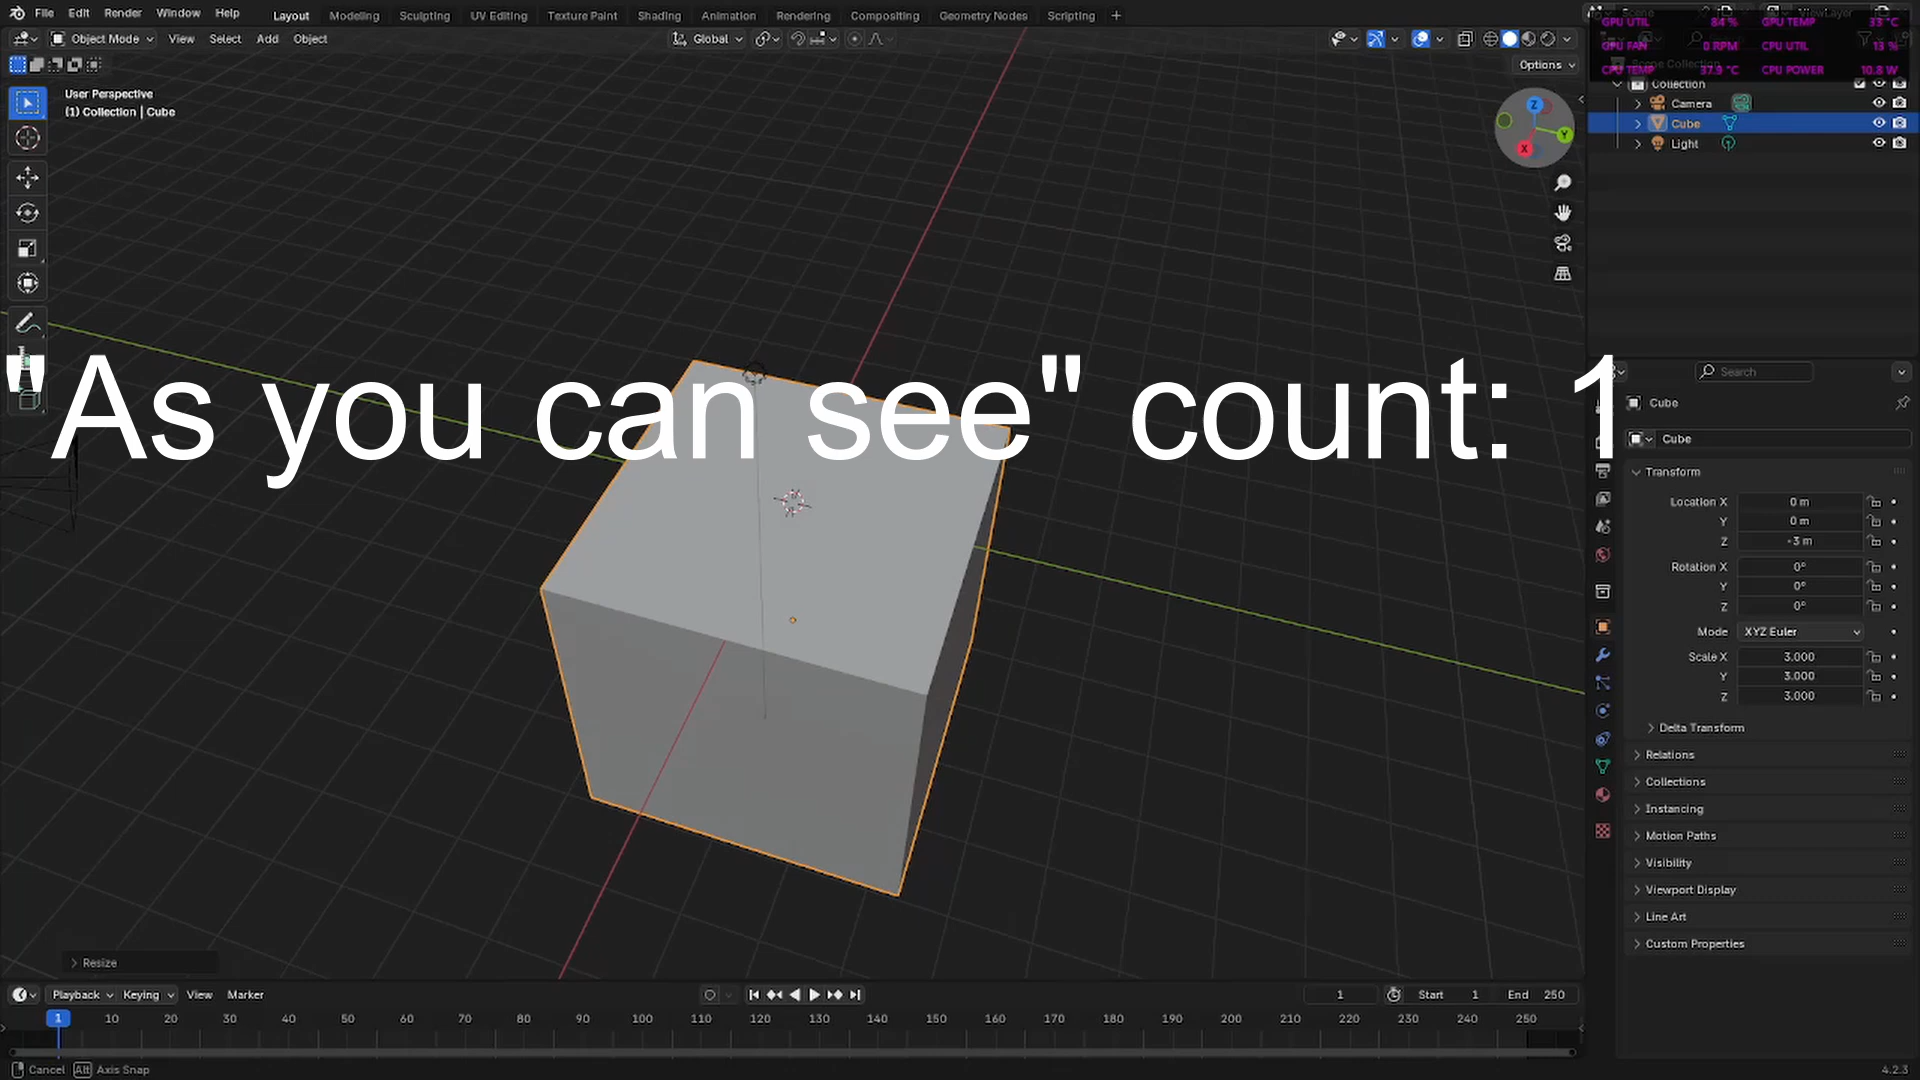 File Edit Render Window Help Layout Modeling Sculpting UV Editing Texture Paint Shading Animation Rendering Compositing Geometry Nodes Scripting +
Object Mode View Select Add Object Global
Options
User Perspective
(1) Collection | Cube
GPU UTIL 84 % GPU TEMP 33 °C
GPU FAN 0 RPM CPU UTIL 13 %
CPU TEMP 37.9 °C CPU POWER 10.8 W
Collection
Camera
Cube
Light
Z
Y
X
"As you can see" count: 1
Search
Cube
Cube
Transform
Location X 0 m
Y 0 m
Z -3 m
Rotation X 0°
Y 0°
Z 0°
Mode XYZ Euler
Scale X 3.000
Y 3.000
Z 3.000
Delta Transform
Relations
Collections
Instancing
Motion Paths
Visibility
Viewport Display
Line Art
Custom Properties
Resize
Playback Keying View Marker 1 Start 1 End 250
1 10 20 30 40 50 60 70 80 90 100 110 120 130 140 150 160 170 180 190 200 210 220 230 240 250
Cancel Alt Axis Snap 4.2.3